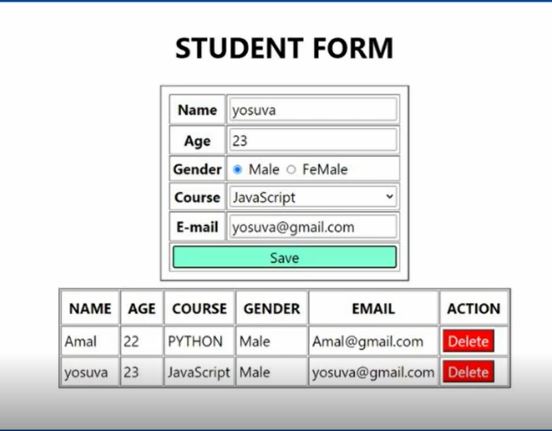 STUDENT FORM
Name yosuva
Age 23
Gender Male FeMale
Course JavaScript
E-mail yosuva@gmail.com
Save
NAME AGE COURSE GENDER EMAIL ACTION
Amal 22 PYTHON Male Amal@gmail.com Delete
yosuva 23 JavaScript Male yosuva@gmail.com Delete